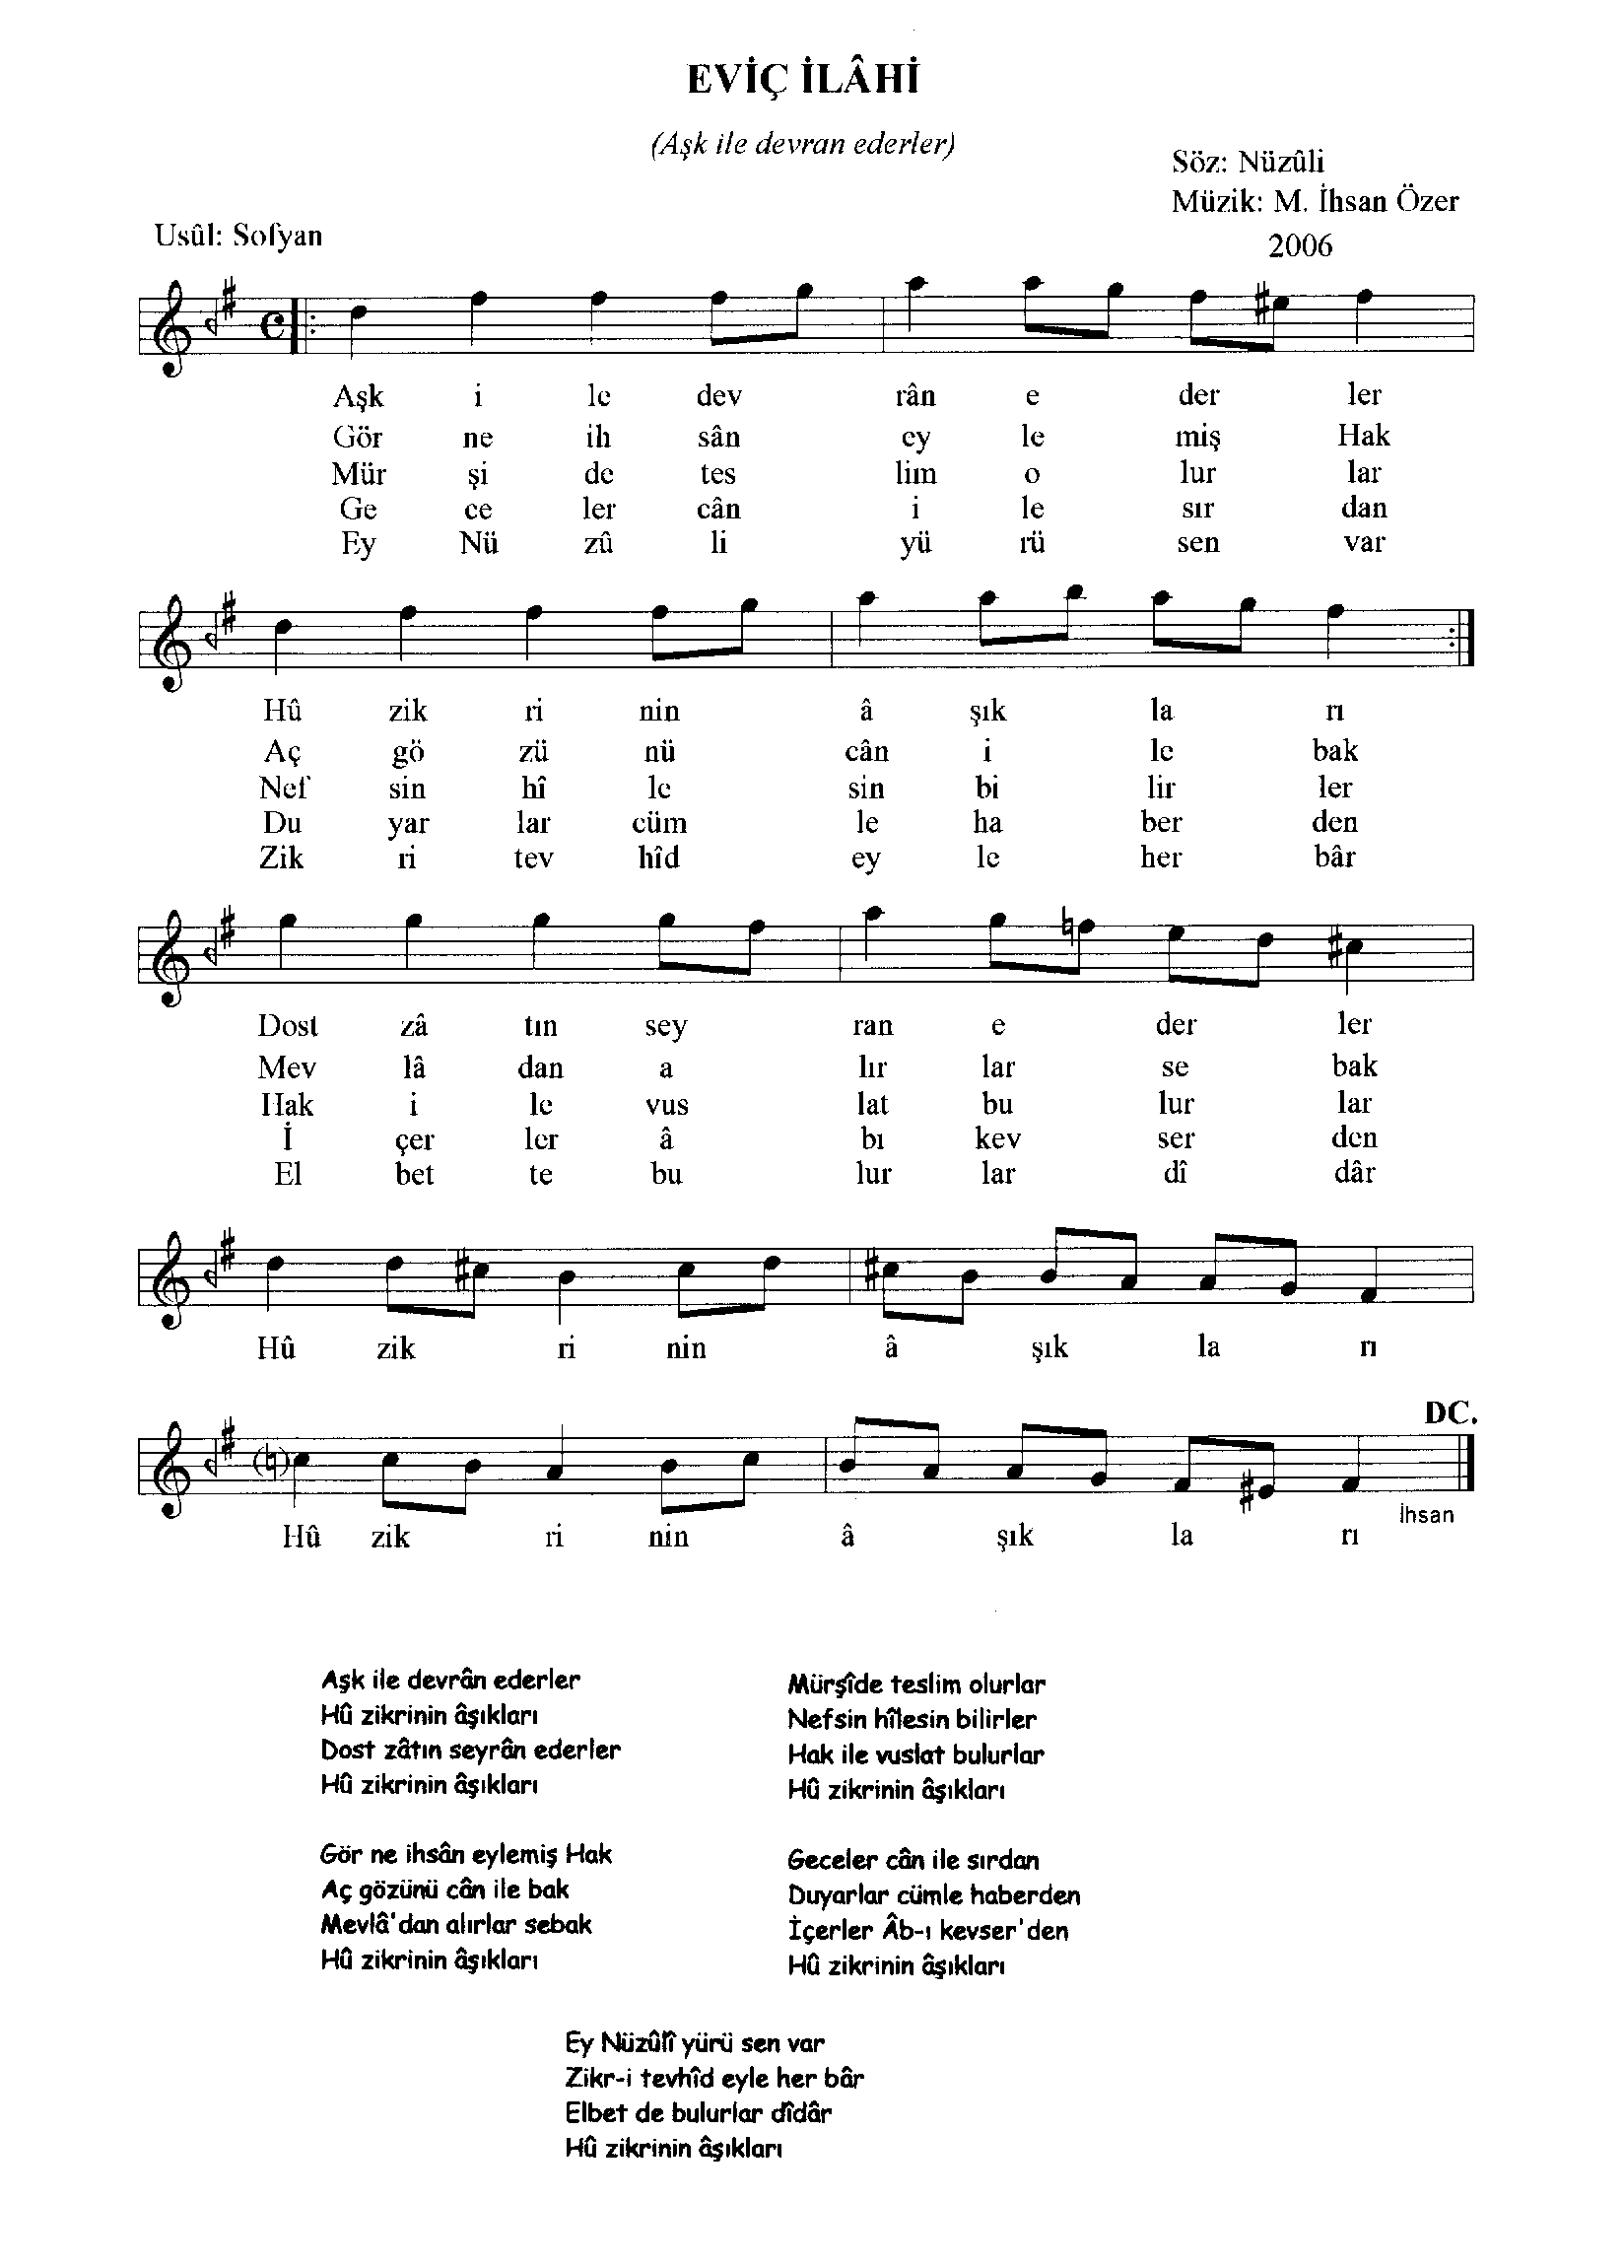 EVİÇ İLÂHİ
(Aşk ile devran ederler)
Söz: Nüzûli
Müzik: M. İhsan Özer
2006
Usûl: Sofyan
Aşk i le dev rân e der ler
Gör ne ih sân ey le miş Hak
Mür şi de tes lim o lur lar
Ge ce ler cân i le sır dan
Ey Nü zû li yü rü sen var
Hû zik ri nin â şık la rı
Aç gö zü nü cân i le bak
Nef sin hî le sin bi lir ler
Du yar lar cüm le ha ber den
Zik ri tev hîd ey le her bâr
Dost zâ tın sey ran e der ler
Mev lâ dan a lır lar se bak
Hak i le vus lat bu lur lar
İ çer ler â bı kev ser den
El bet te bu lur lar dî dâr
Hû zik ri nin â şık la rı
DC.
Hû zik ri nin â şık la rı
İhsan
Aşk ile devrân ederler
Hû zikrinin âşıkları
Dost zâtın seyrân ederler
Hû zikrinin âşıkları
Gör ne ihsân eylemiş Hak
Aç gözünü cân ile bak
Mevlâ'dan alırlar sebak
Hû zikrinin âşıkları
Mürşîde teslim olurlar
Nefsin hîlesin bilirler
Hak ile vuslat bulurlar
Hû zikrinin âşıkları
Geceler cân ile sırdan
Duyarlar cümle haberden
İçerler Âb-ı kevser'den
Hû zikrinin âşıkları
Ey Nüzûlî yürü sen var
Zikr-i tevhîd eyle her bâr
Elbet de bulurlar dîdâr
Hû zikrinin âşıkları